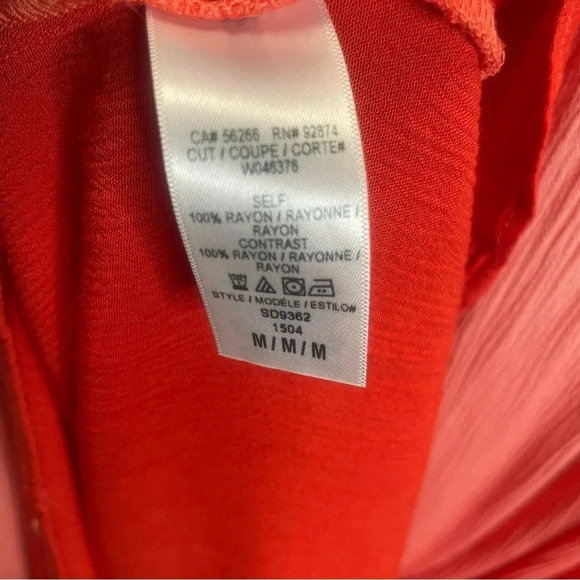 CA# 56266 RN# 92874
CUT / COUPE / CORTE#
W046376
SELF:
100% RAYON / RAYONNE /
RAYON
CONTRAST
100% RAYON / RAYONNE /
RAYON
STYLE / MODÈLE / ESTILO#
SD9362
1504
M / M / M